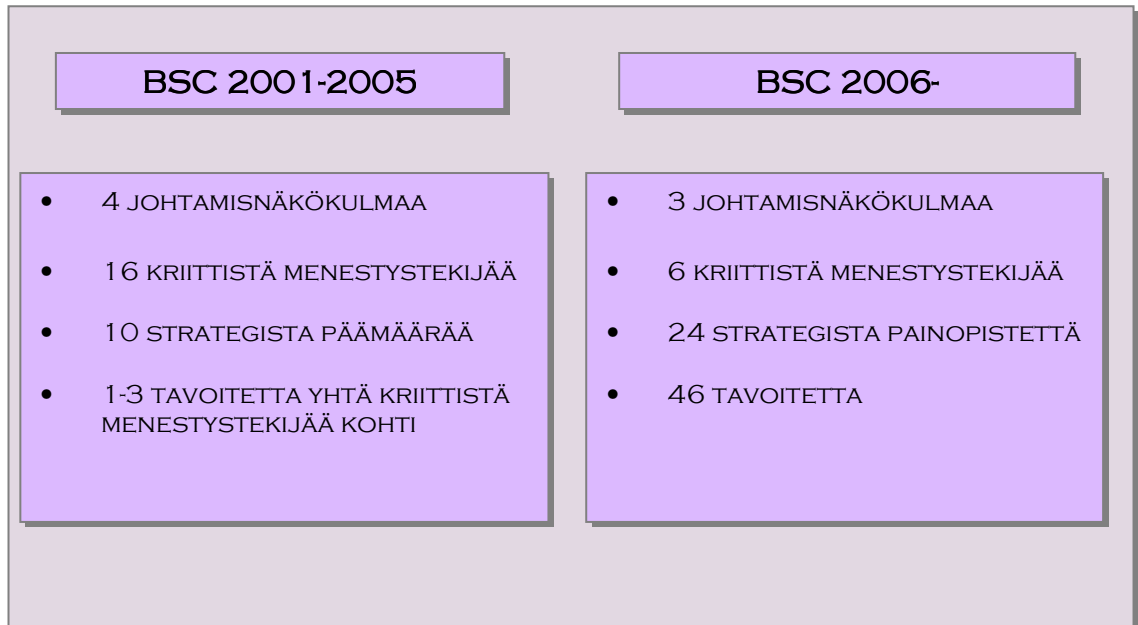 BSC 2001-2005
• 4 JOHTAMISNÄKÖKULMAA
• 16 KRIITTISTÄ MENESTYSTEKIJÄÄ
• 10 STRATEGISTA PÄÄMÄÄRÄÄ
• 1-3 TAVOITETTA YHTÄ KRIITTISTÄ
MENESTYSTEKIJÄÄ KOHTI
BSC 2006-
• 3 JOHTAMISNÄKÖKULMAA
• 6 KRIITTISTÄ MENESTYSTEKIJÄÄ
• 24 STRATEGISTA PAINOPISTETTÄ
• 46 TAVOITETTA